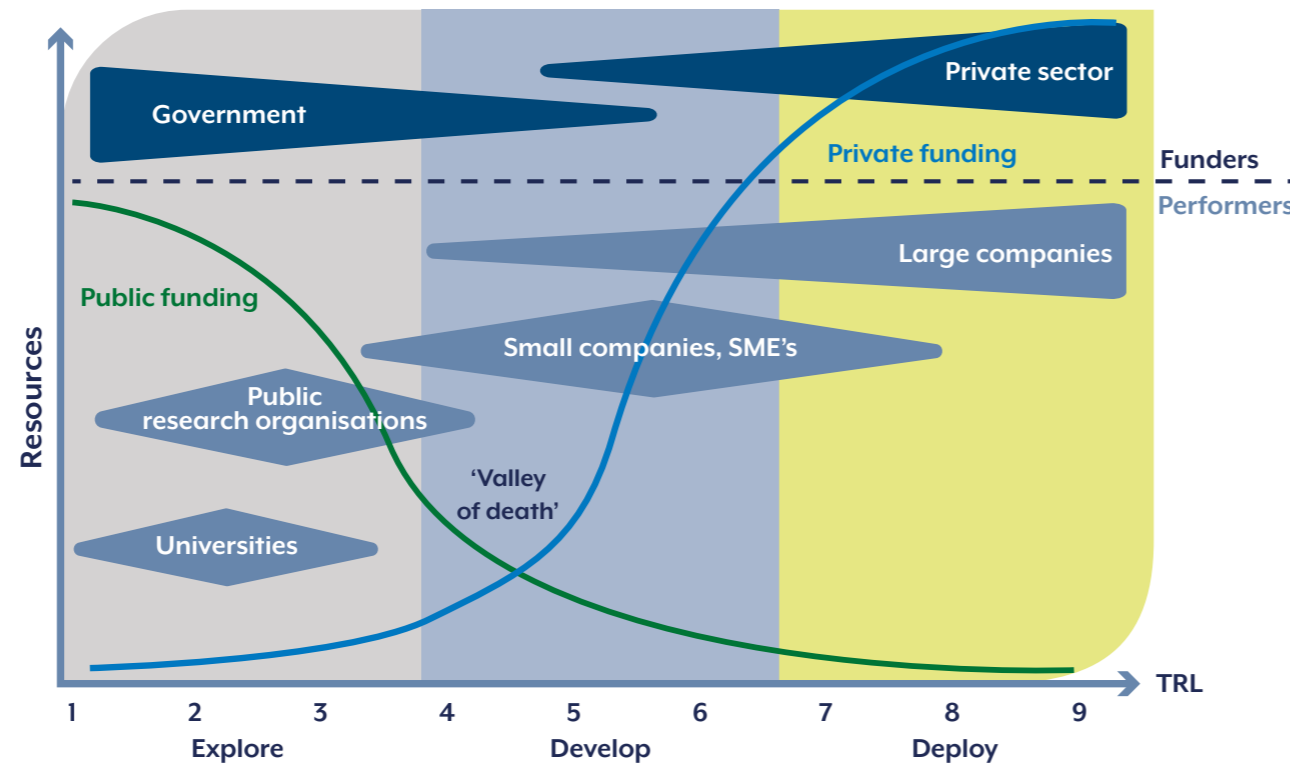 Private sector
Government
Private funding
Funders
Performers
Large companies
Public funding
Small companies, SME's
Public
research organisations
'Valley
of death'
Universities
Resources
TRL
1 2 3 4 5 6 7 8 9
Explore Develop Deploy